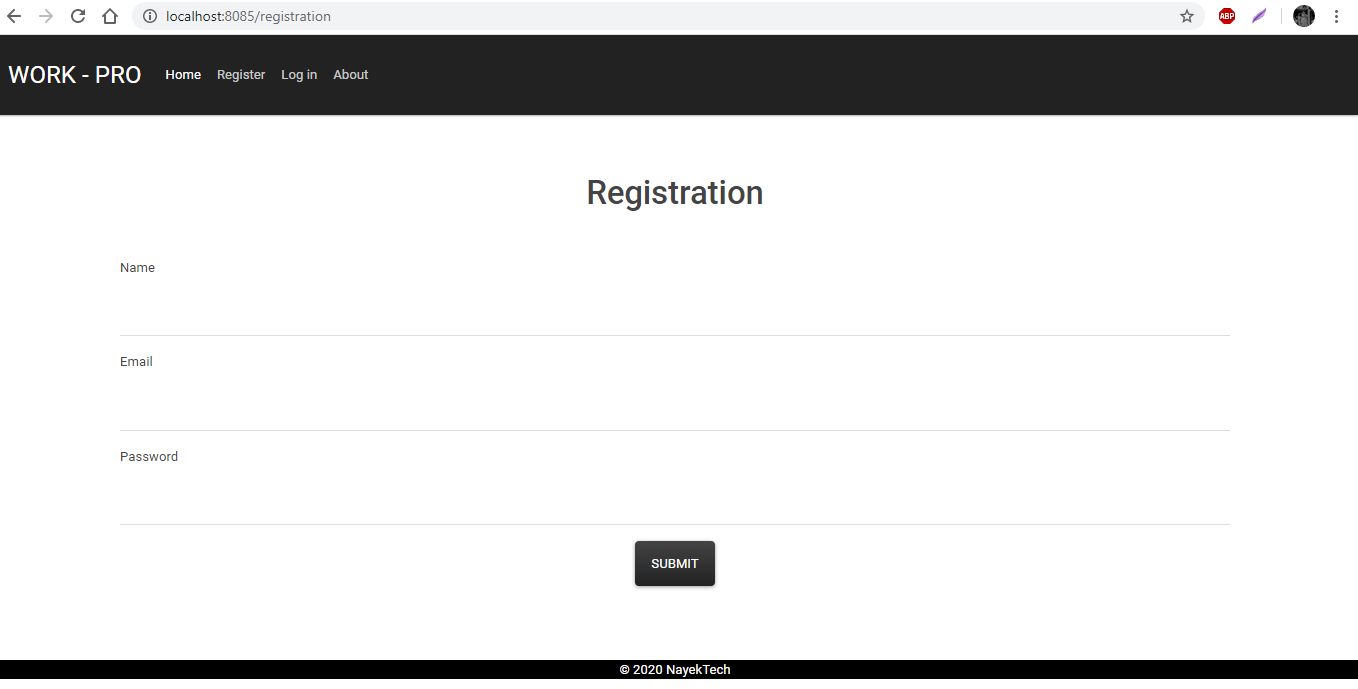 localhost:8085/registration
ABP
WORK - PRO Home Register Log in About
Registration
Name
Email
Password
SUBMIT
© 2020 NayekTech